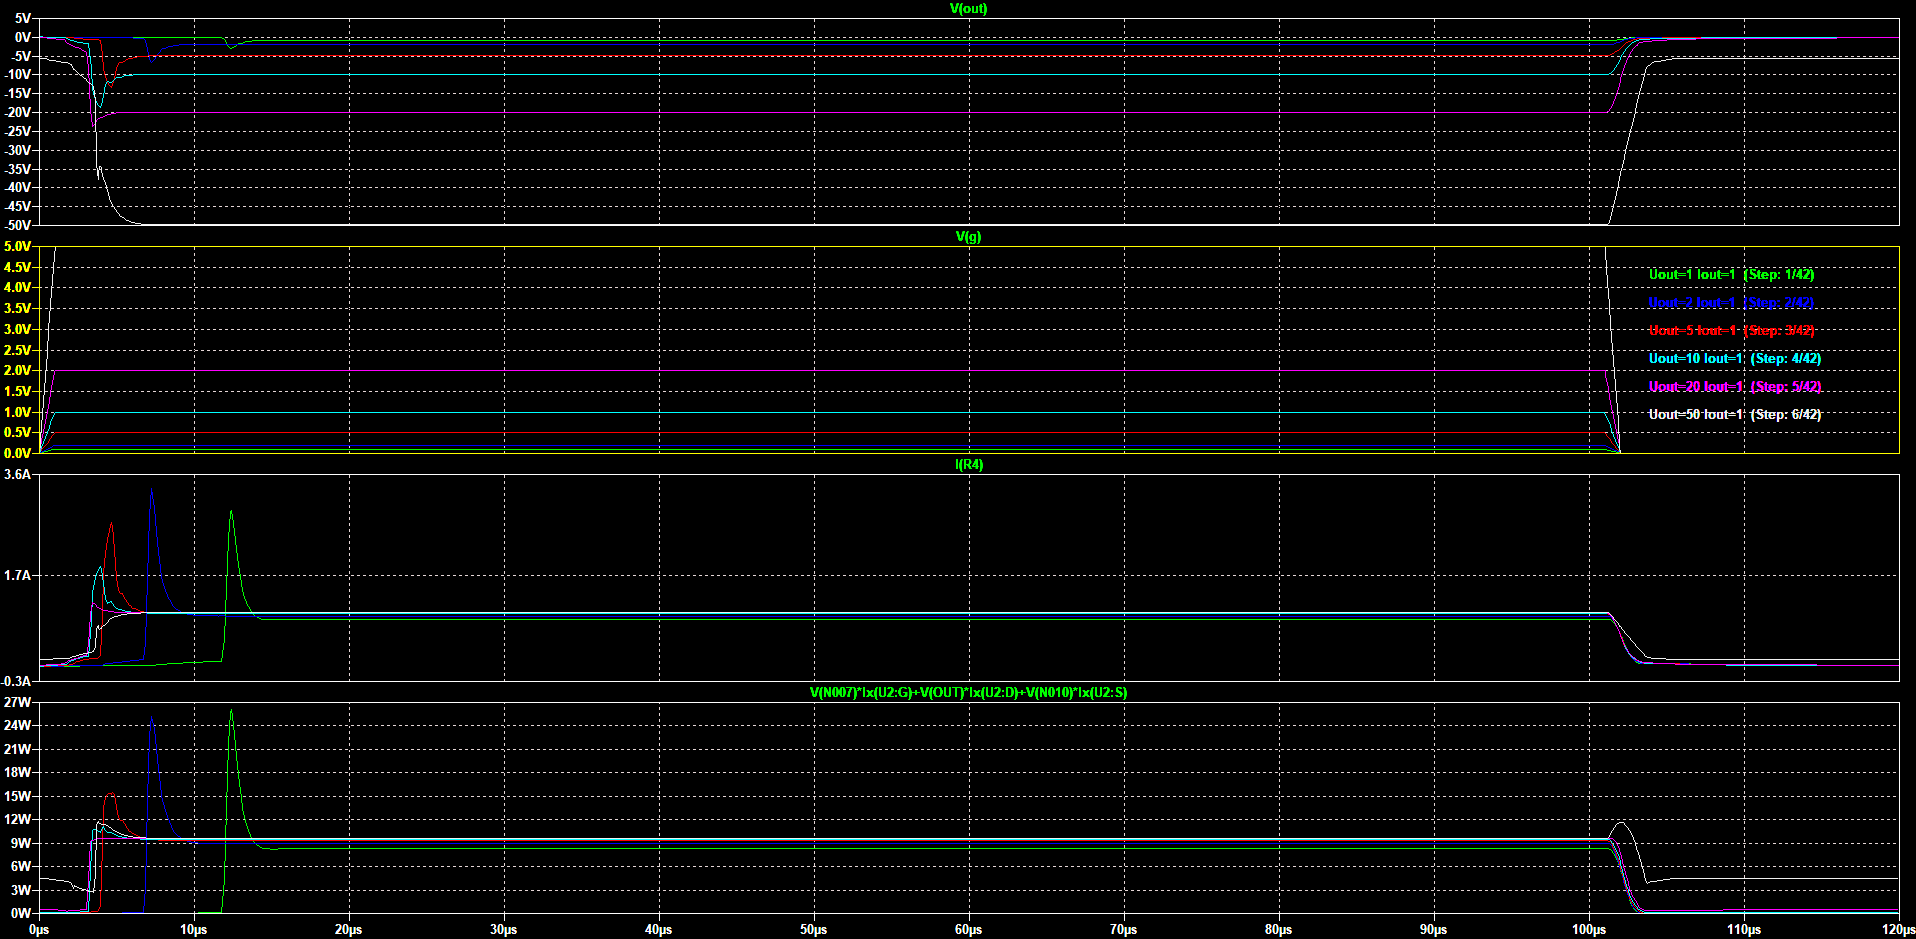 V(out)
5V
0V
-5V
-10V
-15V
-20V
-25V
-30V
-35V
-40V
-45V
-50V
V(g)
5.0V
4.5V
4.0V
3.5V
3.0V
2.5V
2.0V
1.5V
1.0V
0.5V
0.0V
Uout=1 Iout=1 (Step: 1/42)
Uout=2 Iout=1 (Step: 2/42)
Uout=5 Iout=1 (Step: 3/42)
Uout=10 Iout=1 (Step: 4/42)
Uout=20 Iout=1 (Step: 5/42)
Uout=50 Iout=1 (Step: 6/42)
I(R4)
3.6A
1.7A
-0.3A
V(N007)*Ix(U2:G)+V(OUT)*Ix(U2:D)+V(N010)*Ix(U2:S)
27W
24W
21W
18W
15W
12W
9W
6W
3W
0W
0µs 10µs 20µs 30µs 40µs 50µs 60µs 70µs 80µs 90µs 100µs 110µs 120µs